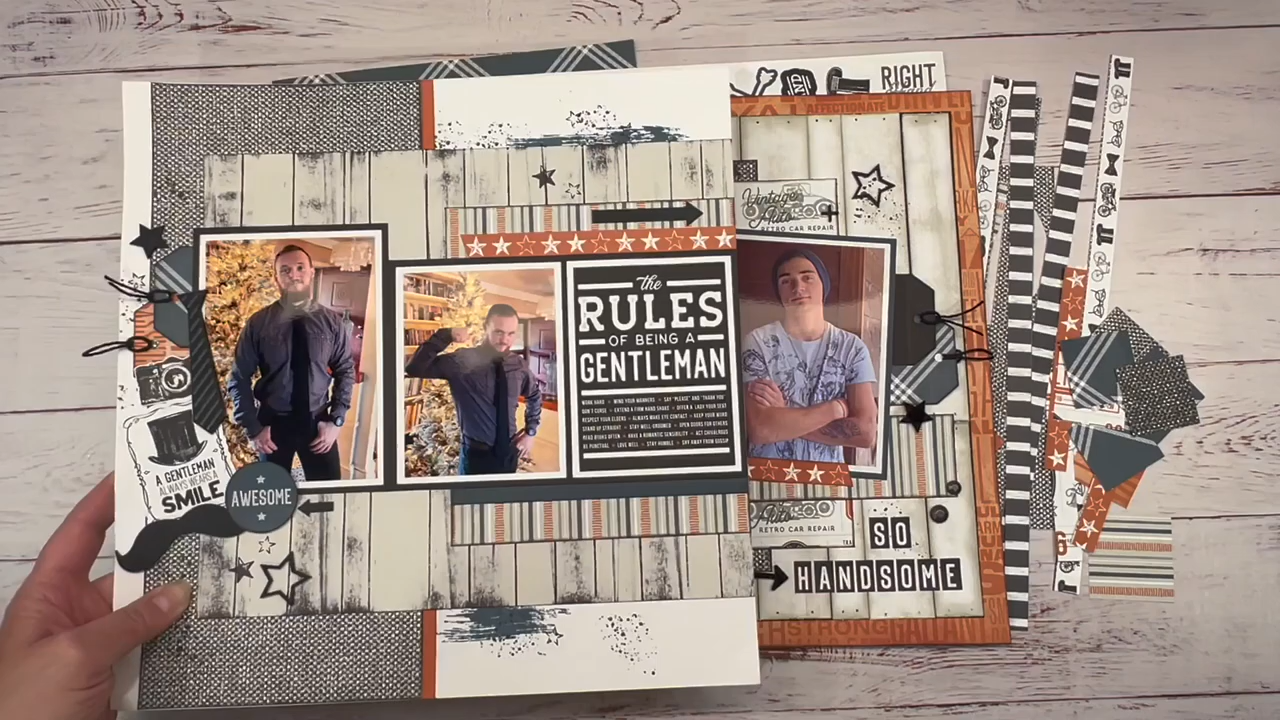 RIGHT
AFFECTIONATE
Vintage
Auto
RETRO CAR REPAIR
the
RULES
OF BEING A
GENTLEMAN
WORK HARD MIND YOUR MANNERS SAY "PLEASE" AND "THANK YOU"
DON'T CURSE EXTEND A FIRM HAND SHAKE OFFER A LADY YOUR SEAT
RESPECT YOUR ELDERS ALWAYS MAKE EYE CONTACT KEEP YOUR WORD
STAND UP STRAIGHT STAY WELL GROOMED OPEN DOORS FOR OTHERS
READ BOOKS OFTEN HAVE A ROMANTIC SENSIBILITY ACT CHIVALROUS
BE PUNCTUAL LOVE WELL STAY HUMBLE SHY AWAY FROM GOSSIP
A GENTLEMAN
ALWAYS WEARS A
SMILE
AWESOME
Auto
RETRO CAR REPAIR
SO
HANDSOME
STRONG